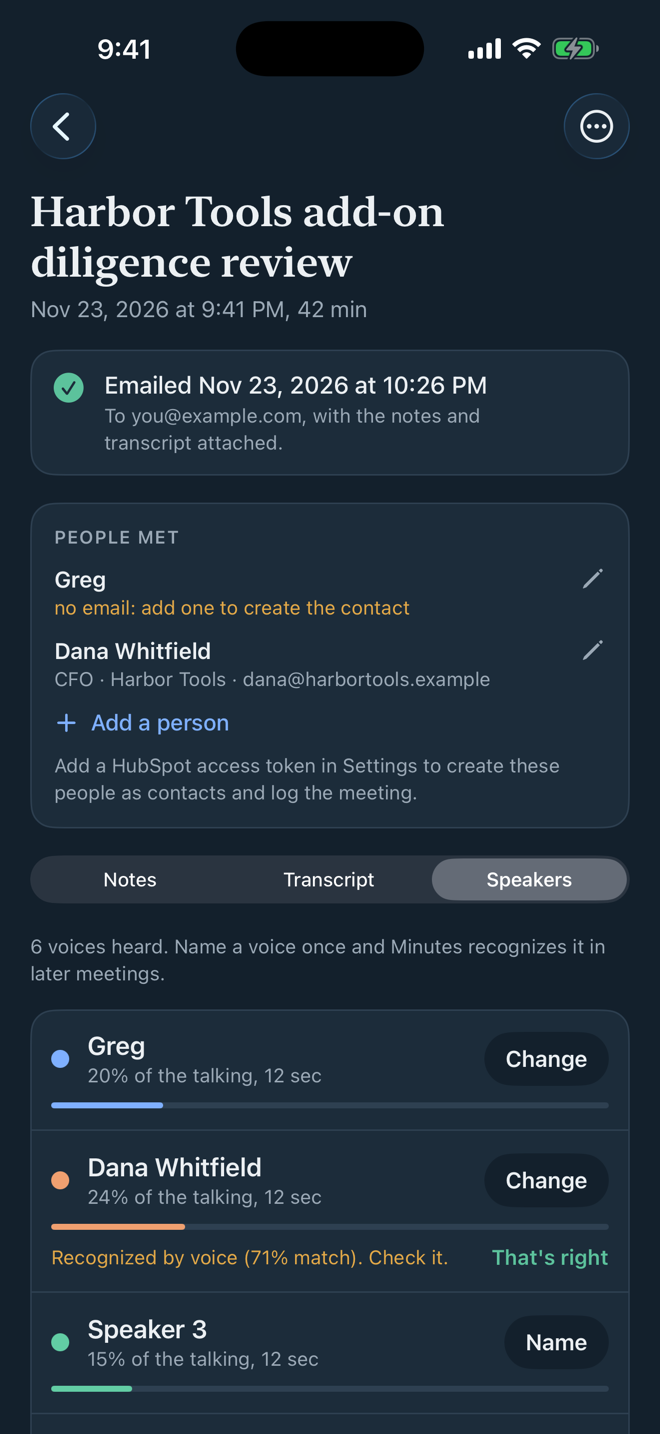 9:41
Harbor Tools add-on
diligence review
Nov 23, 2026 at 9:41 PM, 42 min
Emailed Nov 23, 2026 at 10:26 PM
To you@example.com, with the notes and
transcript attached.
PEOPLE MET
Greg
no email: add one to create the contact
Dana Whitfield
CFO · Harbor Tools · dana@harbortools.example
+ Add a person
Add a HubSpot access token in Settings to create these
people as contacts and log the meeting.
Notes Transcript Speakers
6 voices heard. Name a voice once and Minutes recognizes it in
later meetings.
Greg
20% of the talking, 12 sec
Change
Dana Whitfield
24% of the talking, 12 sec
Change
Recognized by voice (71% match). Check it. That's right
Speaker 3
15% of the talking, 12 sec
Name